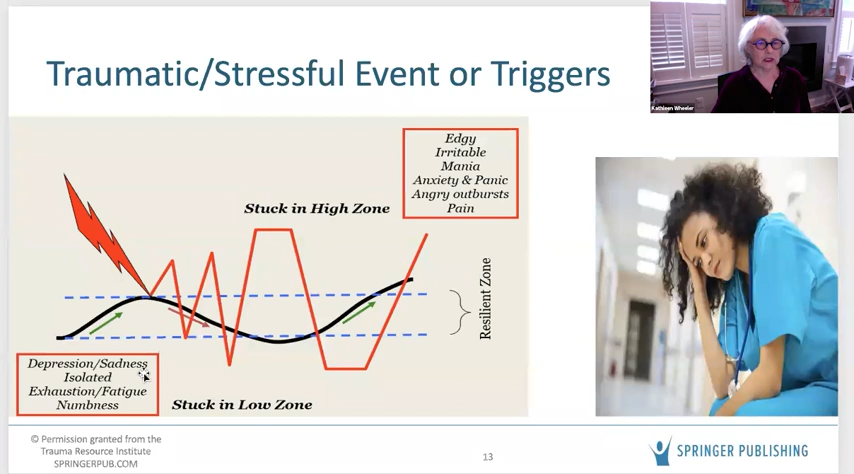 Traumatic/Stressful Event or Triggers
Kathleen Wheeler
Edgy
Irritable
Mania
Anxiety & Panic
Angry outbursts
Pain
Stuck in High Zone
Resilient Zone
Depression/Sadness
Isolated
Exhaustion/Fatigue
Numbness
Stuck in Low Zone
© Permission granted from the
Trauma Resource Institute
SPRINGERPUB.COM
13
SPRINGER PUBLISHING